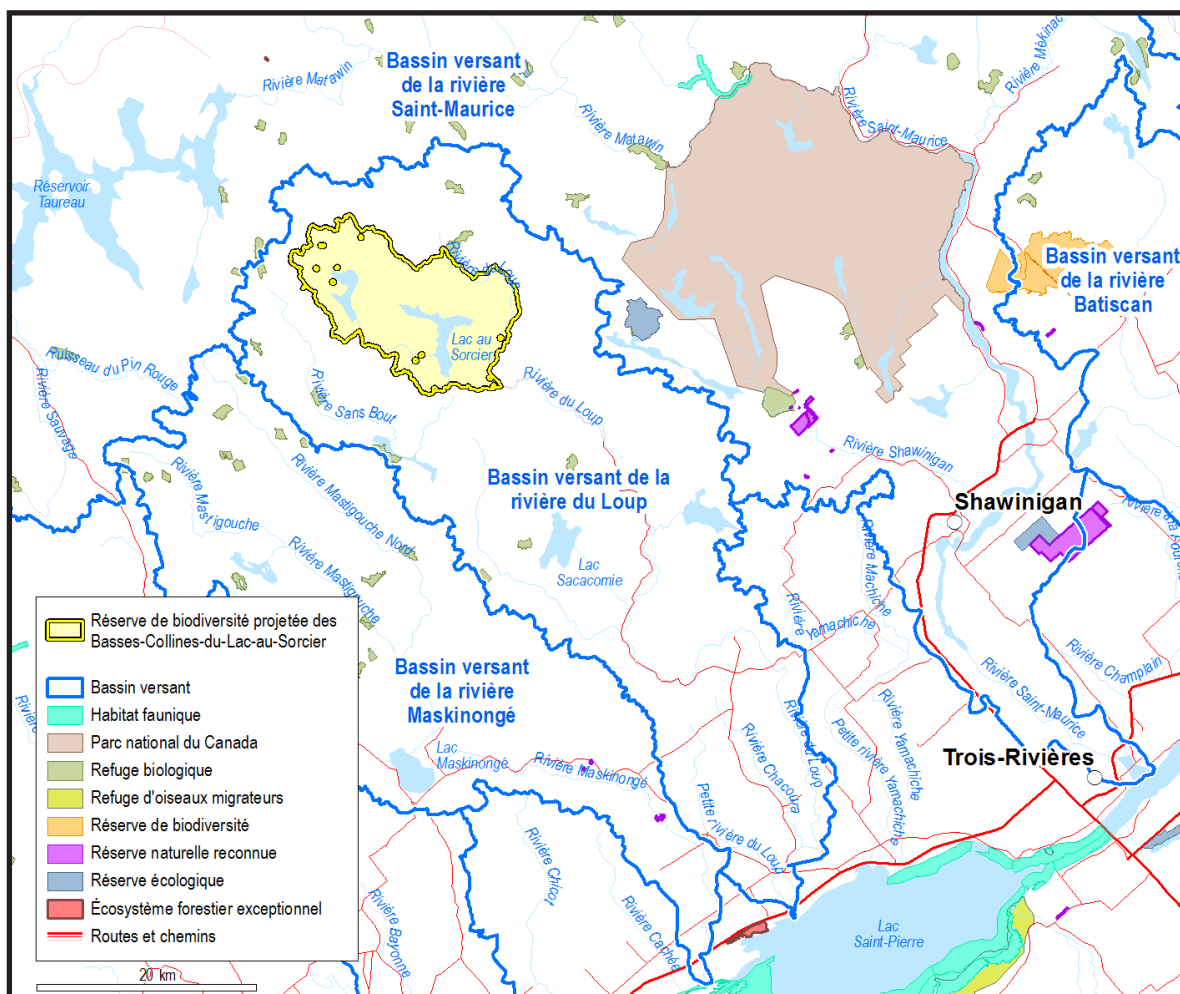 Bassin versant
de la rivière
Saint-Maurice
Rivière Matawin
Rivière Matawin
Rivière Mékinac
Rivière Saint-Maurice
Réservoir
Taureau
Rivière du Loup
Bassin versant
de la rivière
Batiscan
Lac au
Sorcier
Ruisseau du Pin Rouge
Rivière Sauvage
Rivière Sans Bout
Rivière du Loup
Rivière Shawinigan
Rivière Mastigouche
Rivière Mastigouche Nord
Rivière Mastigouche
Bassin versant de la
rivière du Loup
Shawinigan
Lac
Sacacomie
Rivière Machiche
Rivière
Yamachiche
Rivière Champlain
Rivière Saint-Maurice
Bassin versant
de la rivière
Maskinongé
Rivière du Loup
Rivière Yamachiche
Petite rivière Yamachiche
Trois-Rivières
Lac
Maskinongé
Rivière Maskinongé
Rivière Chacoura
Petite rivière du Loup
Rivière Chicot
Rivière Cachée
Rivière Bayonne
Lac
Saint-Pierre
Réserve de biodiversité projetée des
Basses-Collines-du-Lac-au-Sorcier
Bassin versant
Habitat faunique
Parc national du Canada
Refuge biologique
Refuge d'oiseaux migrateurs
Réserve de biodiversité
Réserve naturelle reconnue
Réserve écologique
Écosystème forestier exceptionnel
Routes et chemins
20 km